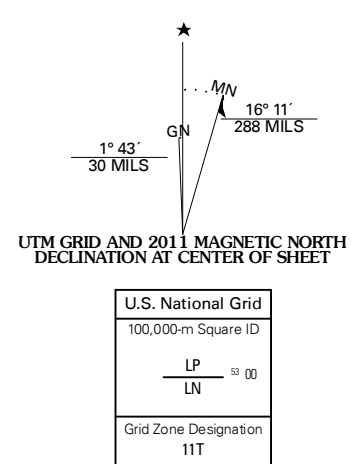 MN
16° 11´
288 MILS
GN
1° 43´
30 MILS
UTM GRID AND 2011 MAGNETIC NORTH
DECLINATION AT CENTER OF SHEET
U.S. National Grid
100,000-m Square ID
LP
53 00
LN
Grid Zone Designation
11T